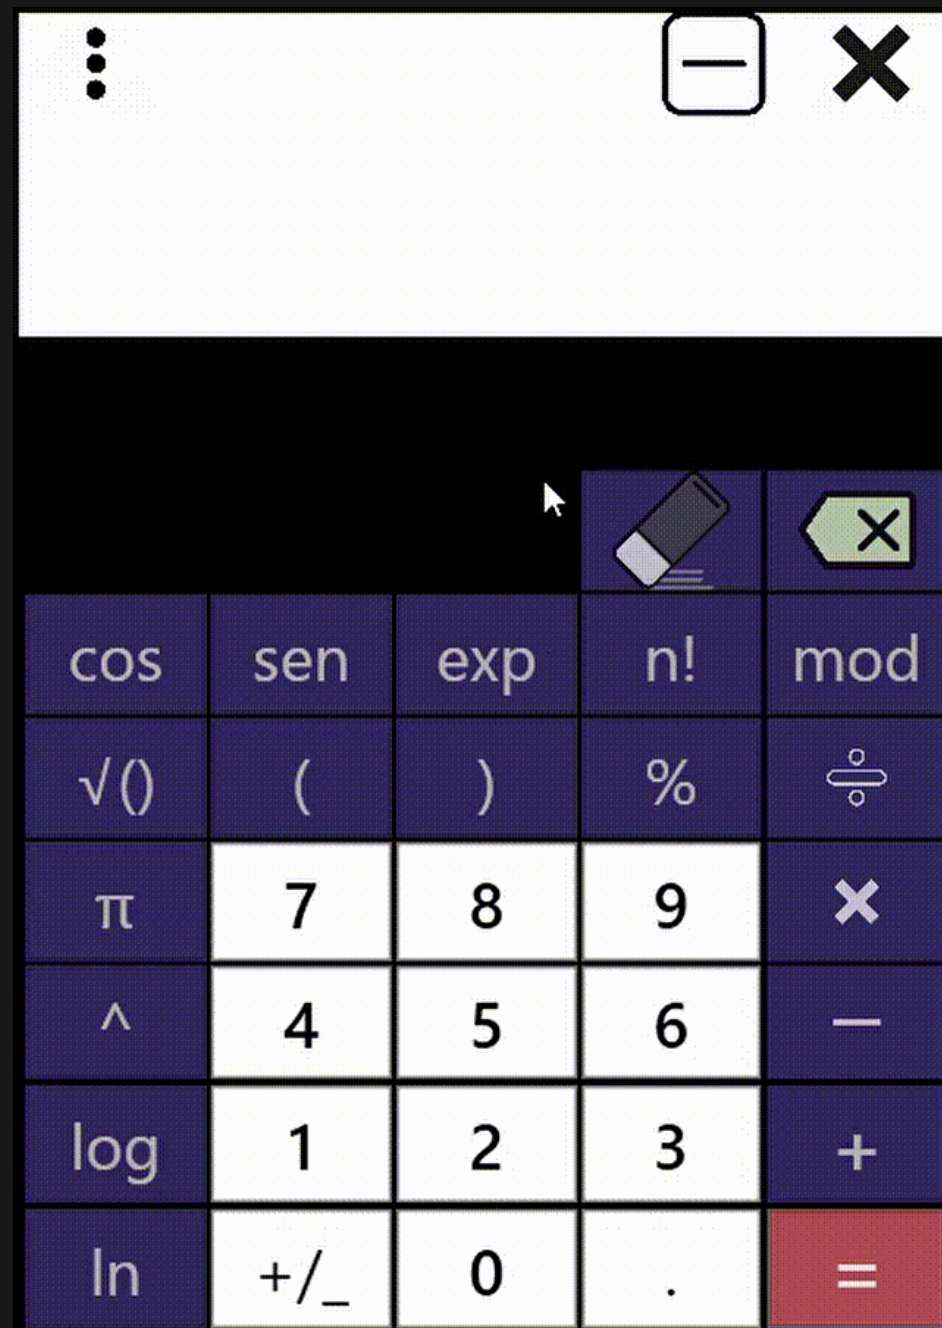 cos sen exp n! mod
√() ( ) % ÷
π 7 8 9 ×
^ 4 5 6 −
log 1 2 3 +
ln +/_ 0 . =